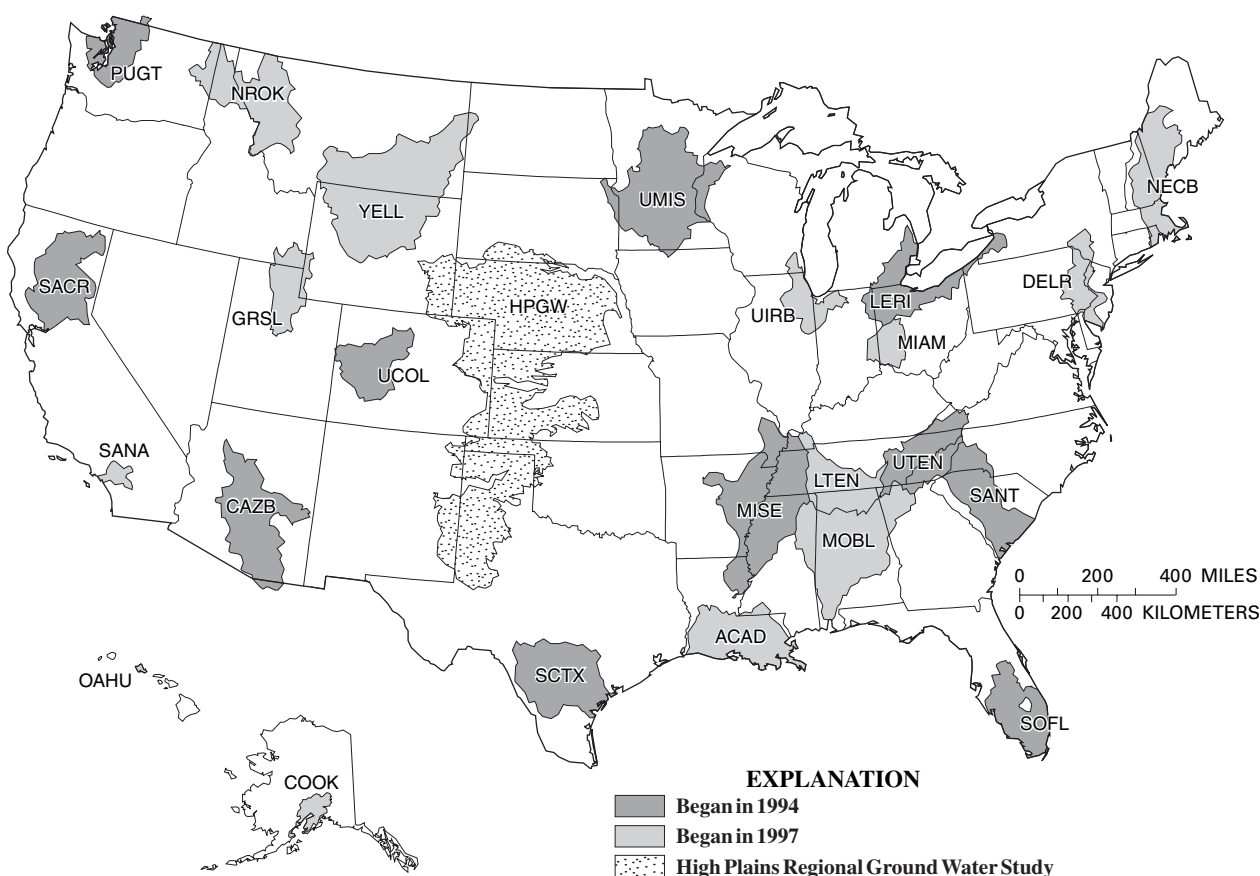 PUGT
NROK
UMIS
NECB
YELL
SACR
HPGW
DELR
GRSL
LERI
UIRB
MIAM
UCOL
SANA
UTEN
LTEN
CAZB
SANT
MISE
MOBL
0 200 400 MILES
0 200 400 KILOMETERS
ACAD
SCTX
OAHU
SOFL
COOK
EXPLANATION
Began in 1994
Began in 1997
High Plains Regional Ground Water Study